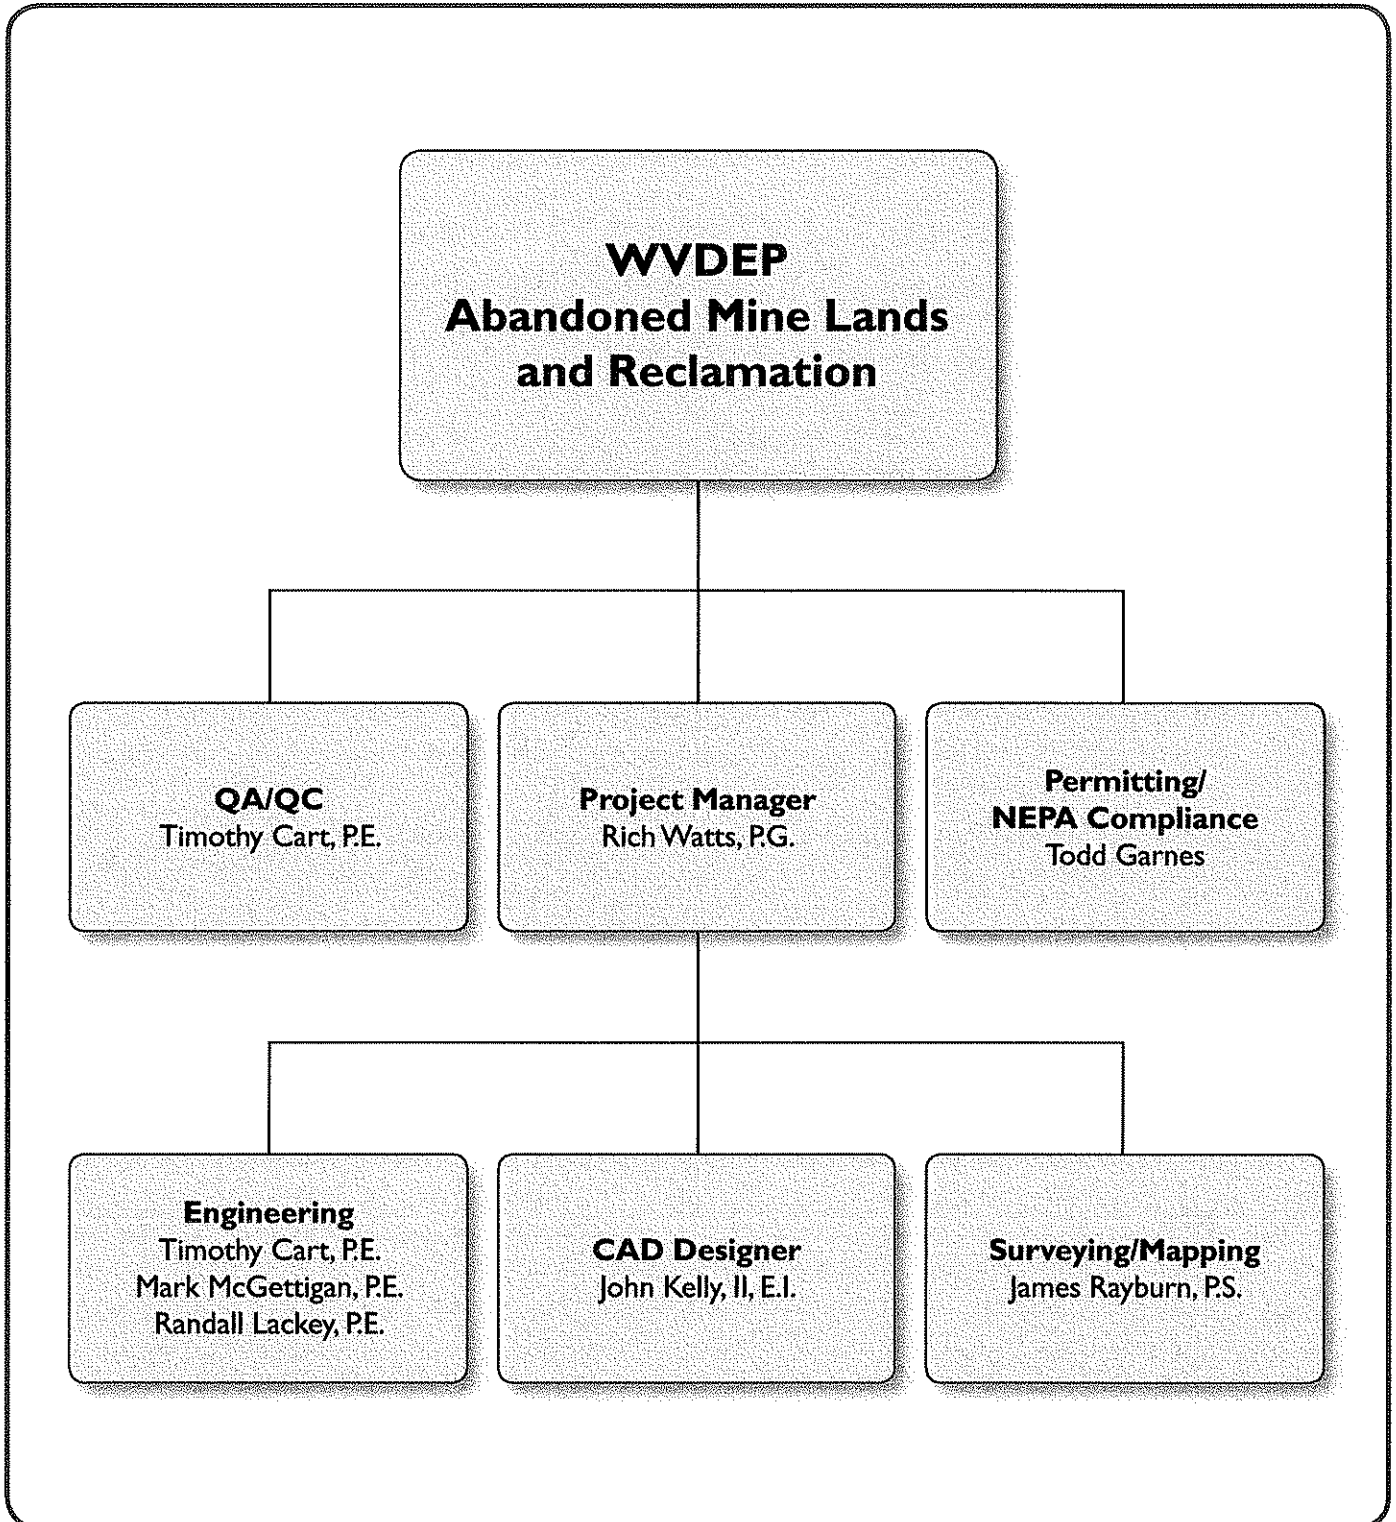 WVDEP
Abandoned Mine Lands
and Reclamation
QA/QC
Timothy Cart, P.E.
Project Manager
Rich Watts, P.G.
Permitting/
NEPA Compliance
Todd Garnes
Engineering
Timothy Cart, P.E.
Mark McGettigan, P.E.
Randall Lackey, P.E.
CAD Designer
John Kelly, II, E.I.
Surveying/Mapping
James Rayburn, P.S.